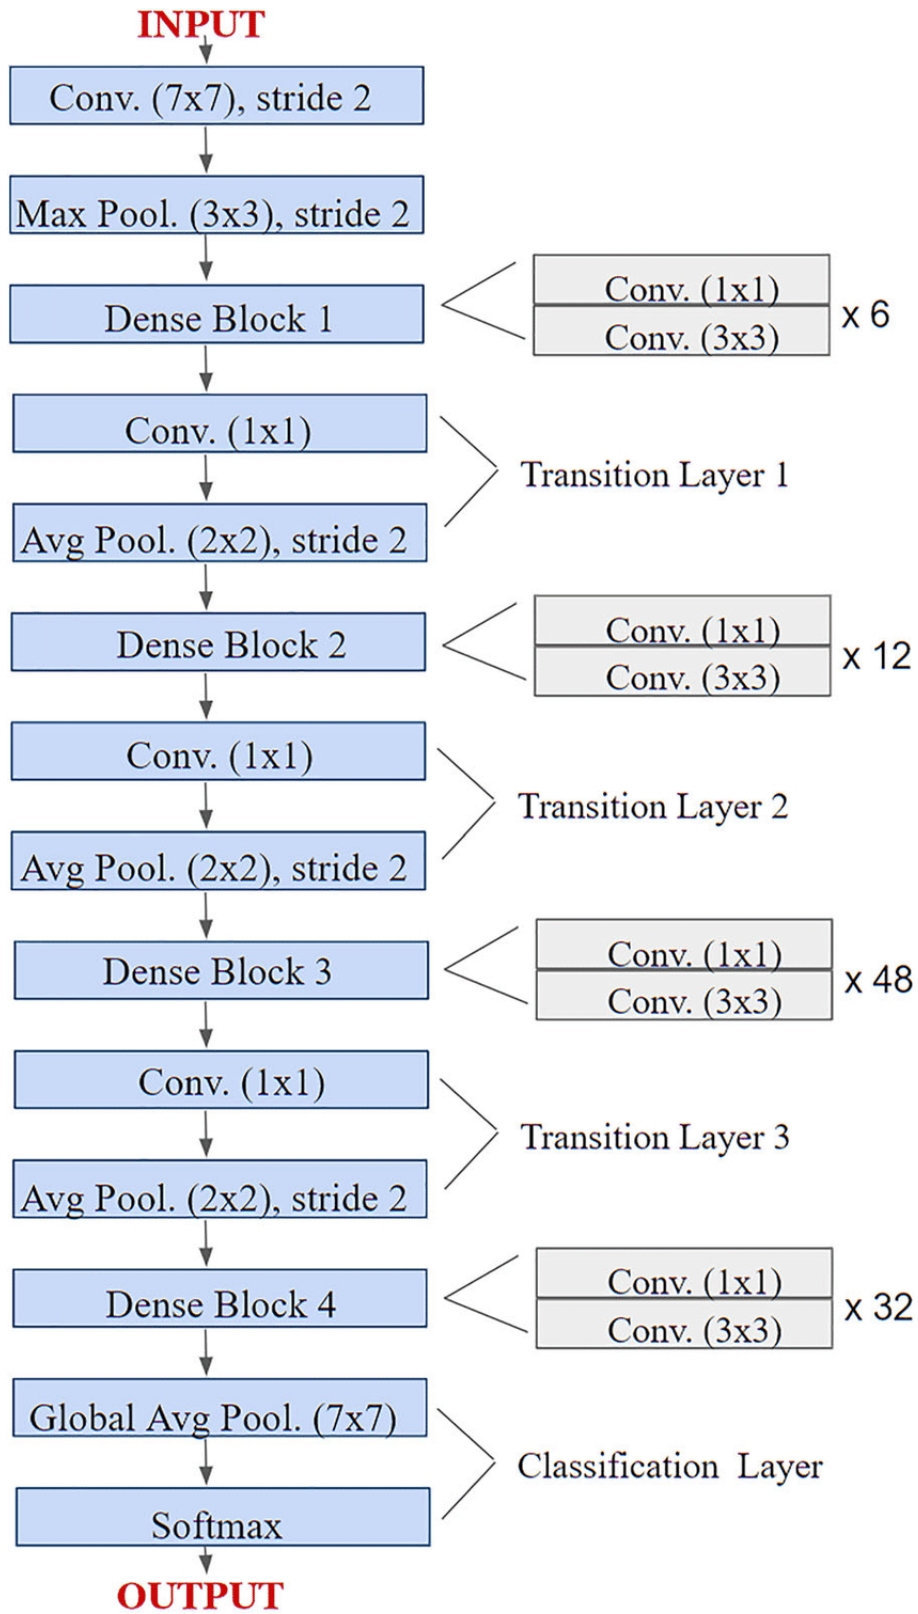 INPUT
Conv. (7x7), stride 2
Max Pool. (3x3), stride 2
Dense Block 1
Conv. (1x1)
Conv. (3x3)
x 6
Conv. (1x1)
Avg Pool. (2x2), stride 2
Transition Layer 1
Dense Block 2
Conv. (1x1)
Conv. (3x3)
x 12
Conv. (1x1)
Avg Pool. (2x2), stride 2
Transition Layer 2
Dense Block 3
Conv. (1x1)
Conv. (3x3)
x 48
Conv. (1x1)
Avg Pool. (2x2), stride 2
Transition Layer 3
Dense Block 4
Conv. (1x1)
Conv. (3x3)
x 32
Global Avg Pool. (7x7)
Softmax
Classification Layer
OUTPUT